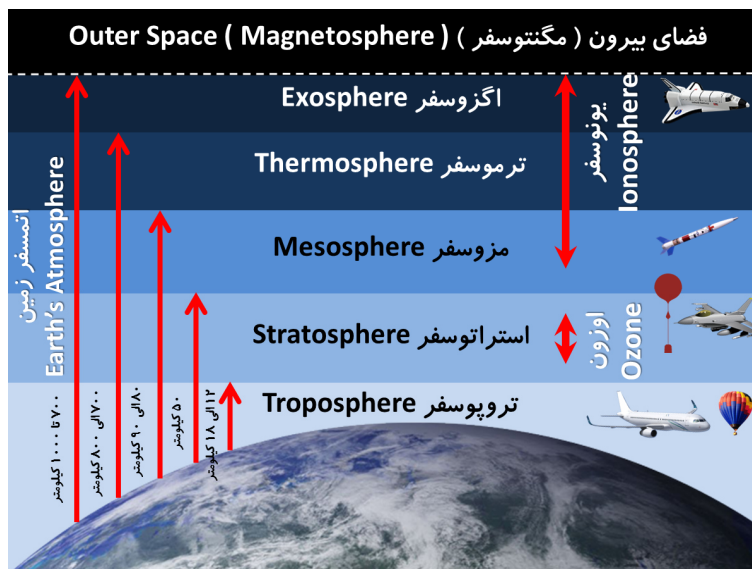 Outer Space ( Magnetosphere ) فضای بیرون ( مگنتوسفر )
اگزوسفر Exosphere
ترموسفر Thermosphere
مزوسفر Mesosphere
استراتوسفر Stratosphere
تروپوسفر Troposphere
یونوسفر
Ionosphere
اوزون
Ozone
اتمسفر زمین
Earth's Atmosphere
۷۰۰ تا ۱۰۰۰ کیلومتر
۷۰۰ الی ۸۰۰ کیلومتر
۸۰ الی ۹۰ کیلومتر
۵۰ کیلومتر
۱۲ الی ۱۸ کیلومتر